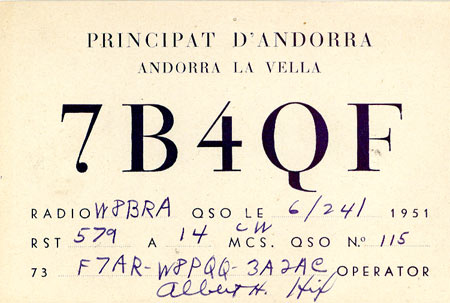 PRINCIPAT D'ANDORRA
ANDORRA LA VELLA
7B4QF
RADIO W8BRA QSO LE 6/24/ 1951
RST 579 A 14 CW MCS. QSO Nº 115
73 F7AR-W8PQQ-3A2AC OPERATOR
Albert H.